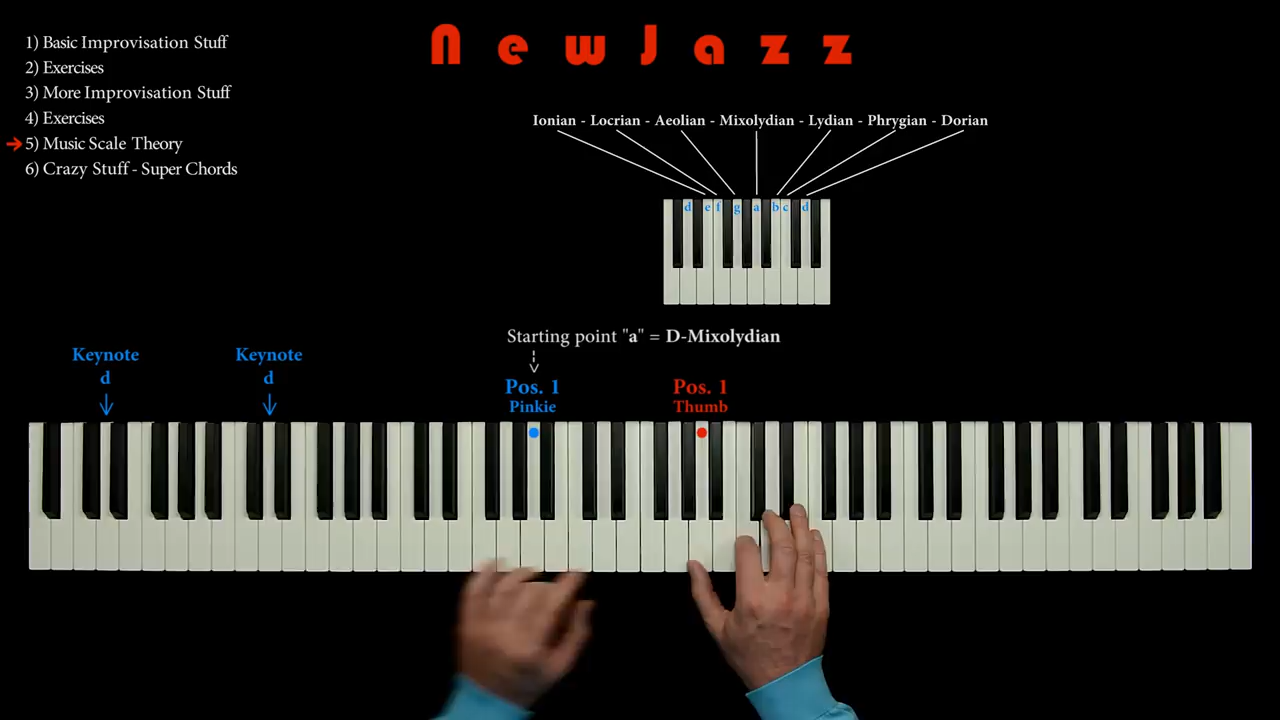 1) Basic Improvisation Stuff
2) Exercises
3) More Improvisation Stuff
4) Exercises
5) Music Scale Theory
6) Crazy Stuff - Super Chords
NewJazz
Ionian - Locrian - Aeolian - Mixolydian - Lydian - Phrygian - Dorian
d e f g a b c d
Starting point "a" = D-Mixolydian
Keynote
d
Keynote
d
Pos. 1
Pinkie
Pos. 1
Thumb